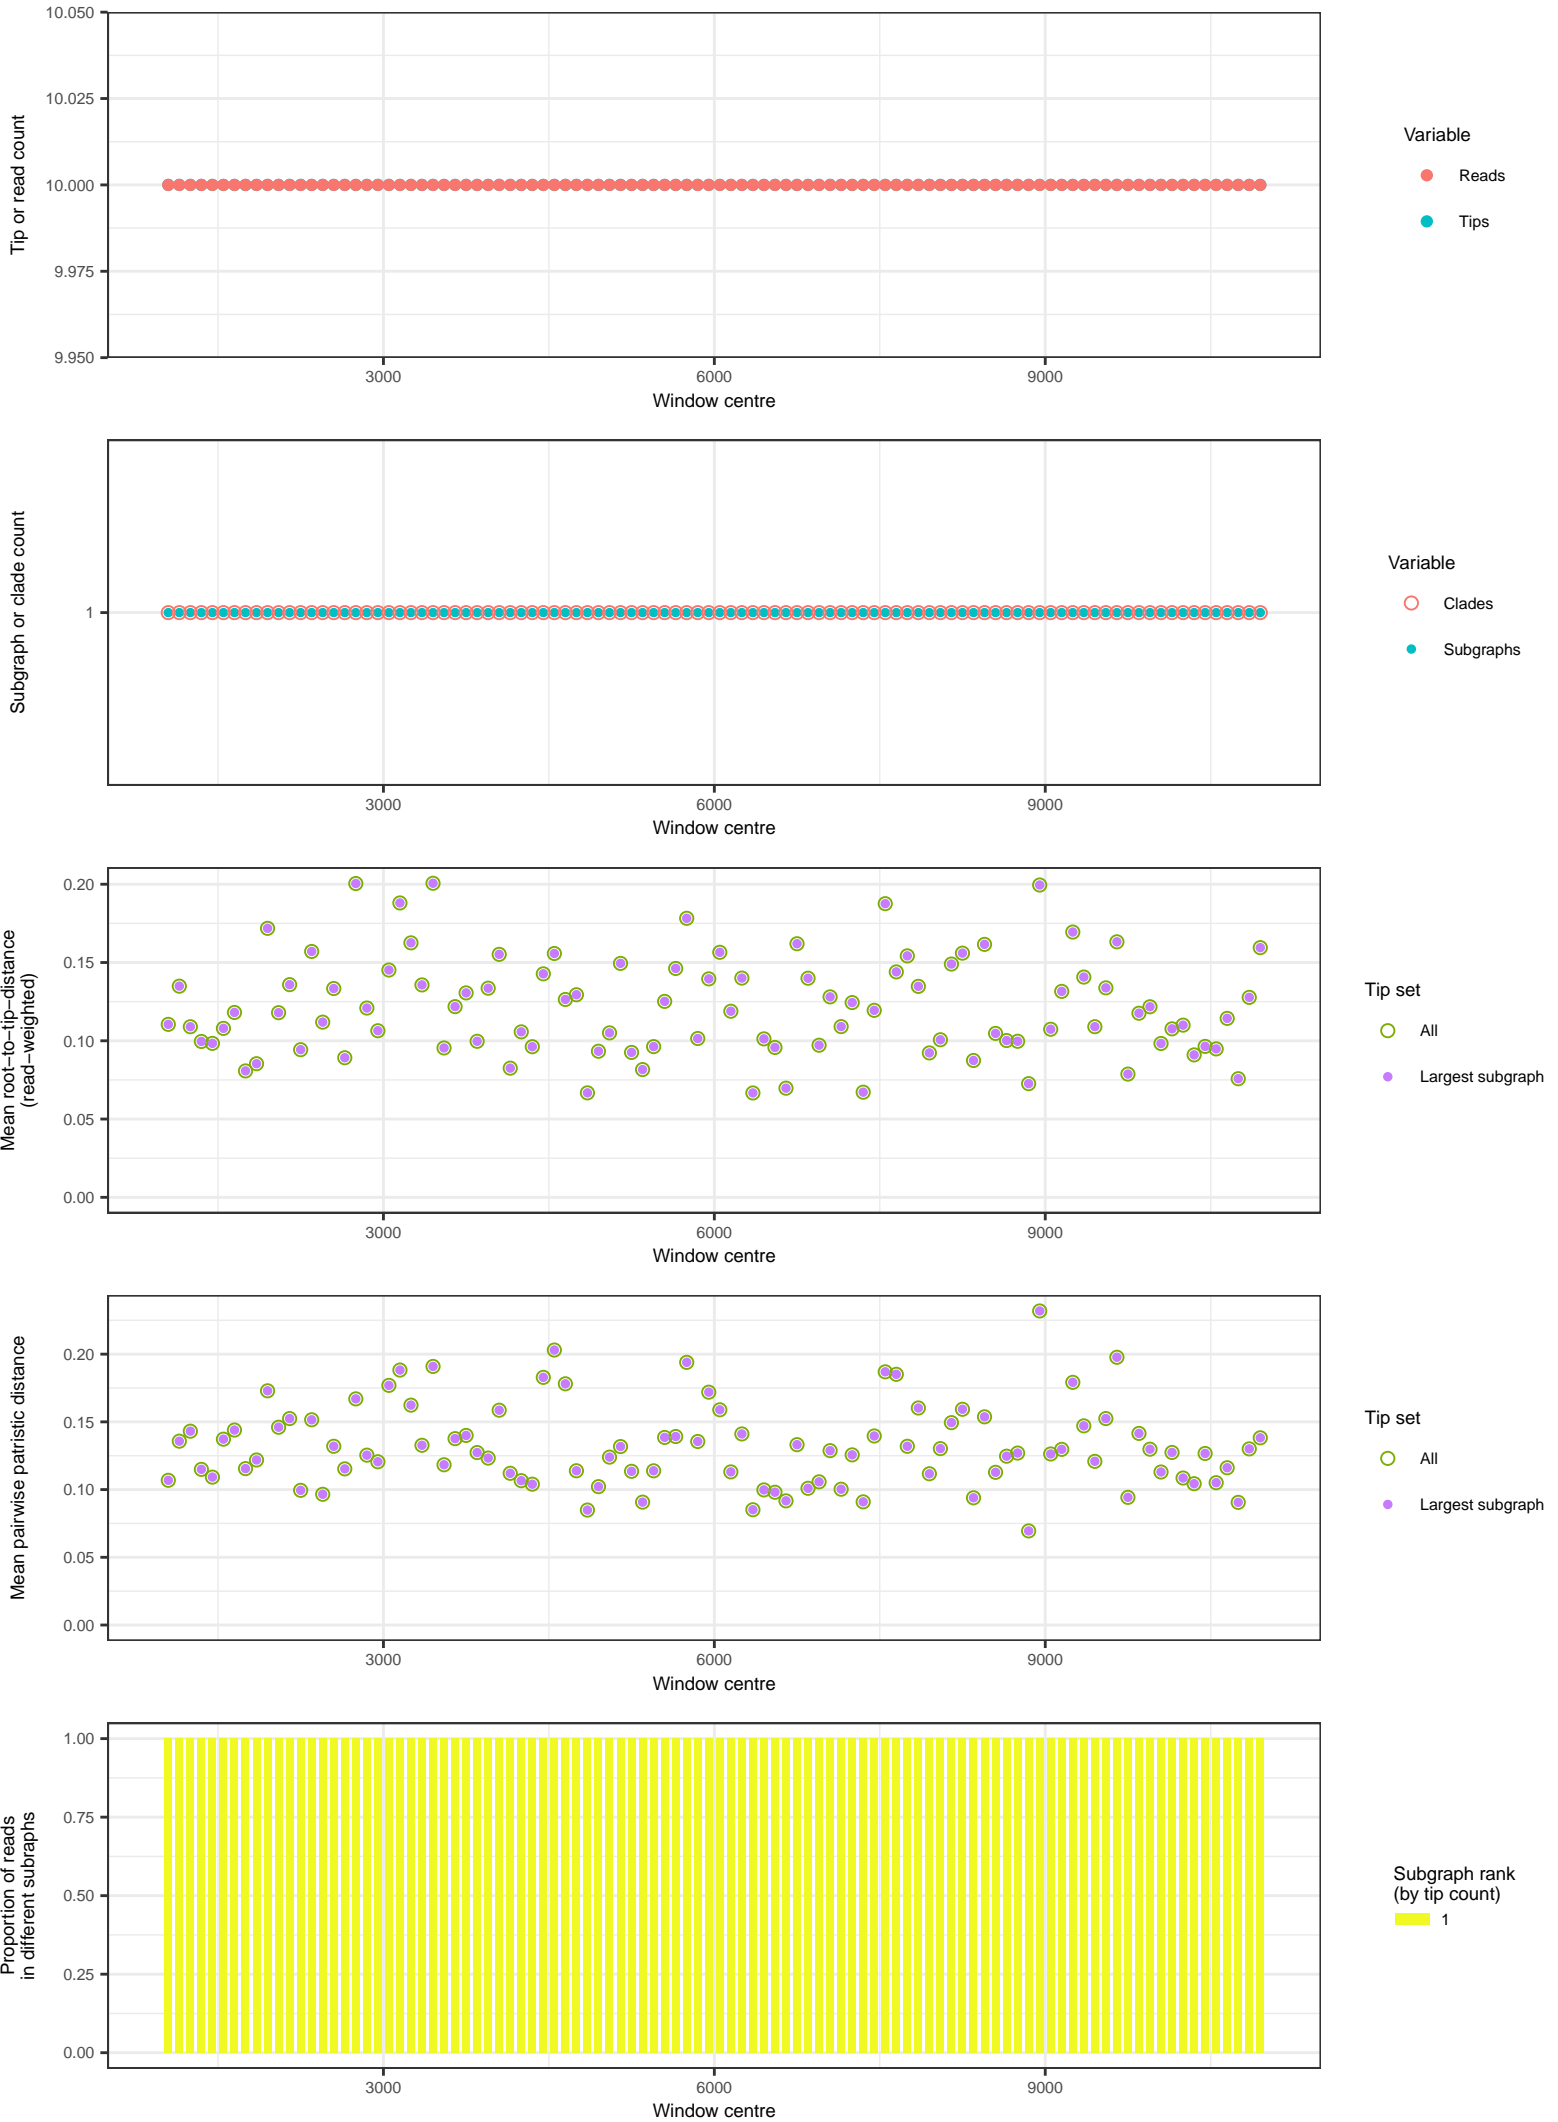 10.050
10.025
10.000
9.975
9.950
Tip or read count
3000 6000 9000
Window centre
Variable
Reads
Tips
1
Subgraph or clade count
3000 6000 9000
Window centre
Variable
Clades
Subgraphs
0.20
0.15
0.10
0.05
0.00
Mean root−to−tip−distance
(read−weighted)
3000 6000 9000
Window centre
Tip set
All
Largest subgraph
0.20
0.15
0.10
0.05
0.00
Mean pairwise patristic distance
3000 6000 9000
Window centre
Tip set
All
Largest subgraph
1.00
0.75
0.50
0.25
0.00
Proportion of reads
in different subraphs
3000 6000 9000
Window centre
Subgraph rank
(by tip count)
1